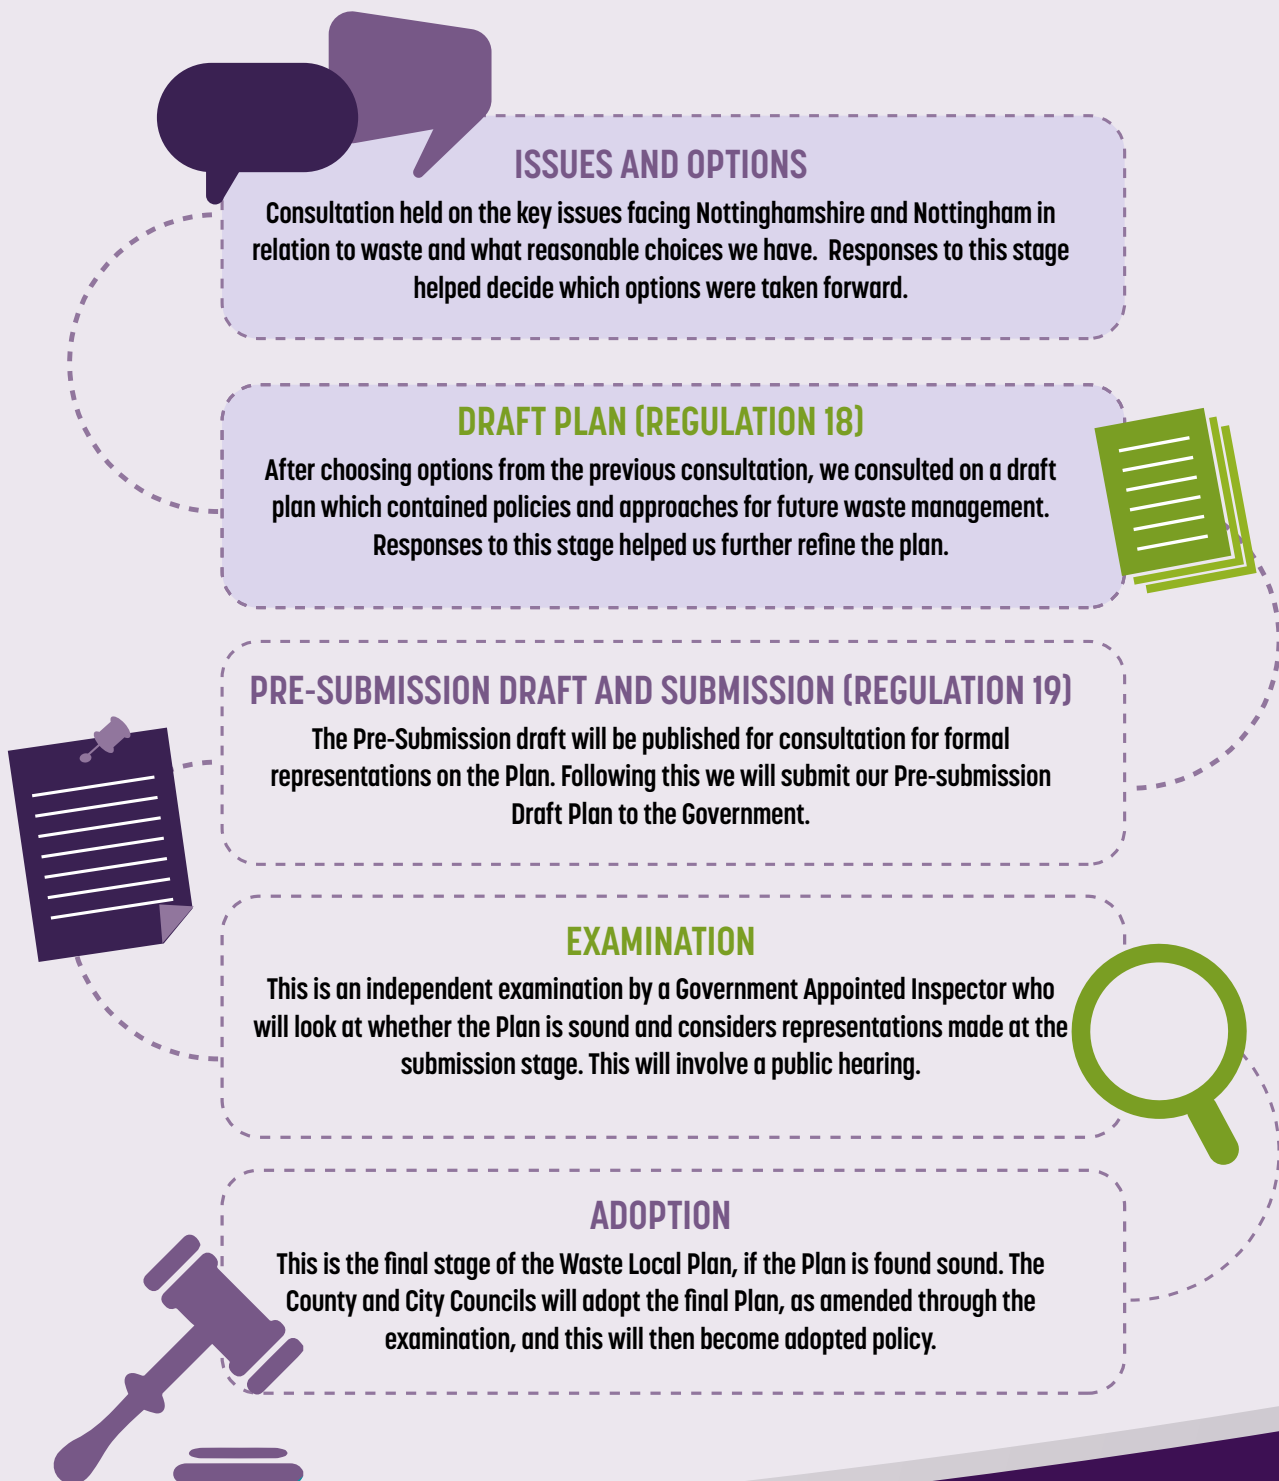 ISSUES AND OPTIONS
Consultation held on the key issues facing Nottinghamshire and Nottingham in
relation to waste and what reasonable choices we have.  Responses to this stage
helped decide which options were taken forward.
DRAFT PLAN (REGULATION 18)
After choosing options from the previous consultation, we consulted on a draft
plan which contained policies and approaches for future waste management.
Responses to this stage helped us further refine the plan.
PRE-SUBMISSION DRAFT AND SUBMISSION (REGULATION 19)
The Pre-Submission draft will be published for consultation for formal
representations on the Plan. Following this we will submit our Pre-submission
Draft Plan to the Government.
EXAMINATION
This is an independent examination by a Government Appointed Inspector who
will look at whether the Plan is sound and considers representations made at the
submission stage. This will involve a public hearing.
ADOPTION
This is the final stage of the Waste Local Plan, if the Plan is found sound. The
County and City Councils will adopt the final Plan, as amended through the
examination, and this will then become adopted policy.